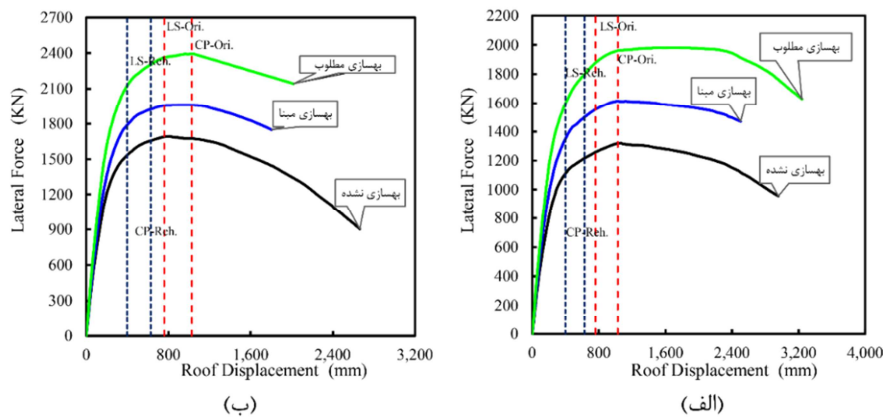 LS-Ori.
2700
2400
2100
1800
1500
1200
900
600
300
0
CP-Ori.
LS-Reh.
CP-Reh.
بهسازی مطلوب
بهسازی مبنا
بهسازی نشده
Lateral Force (KN)
0 800 1,600 2,400 3,200
Roof Displacement (mm)
(ب)
LS-Ori.
2200
2000
1800
1600
1400
1200
1000
800
600
400
200
0
CP-Ori.
LS-Reh.
CP-Reh.
بهسازی مطلوب
بهسازی مبنا
بهسازی نشده
Lateral Force (KN)
0 800 1,600 2,400 3,200 4,000
Roof Displacement (mm)
(الف)